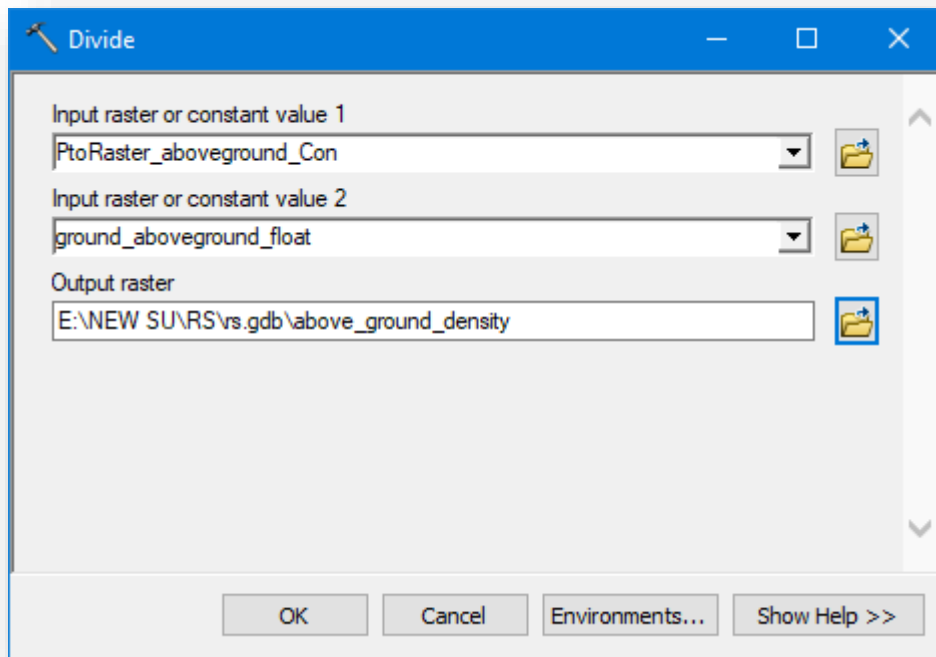 Divide
Input raster or constant value 1
PtoRaster_aboveground_Con
Input raster or constant value 2
ground_aboveground_float
Output raster
E:\NEW SU\RS\rs.gdb\above_ground_density
OK Cancel Environments... Show Help >>